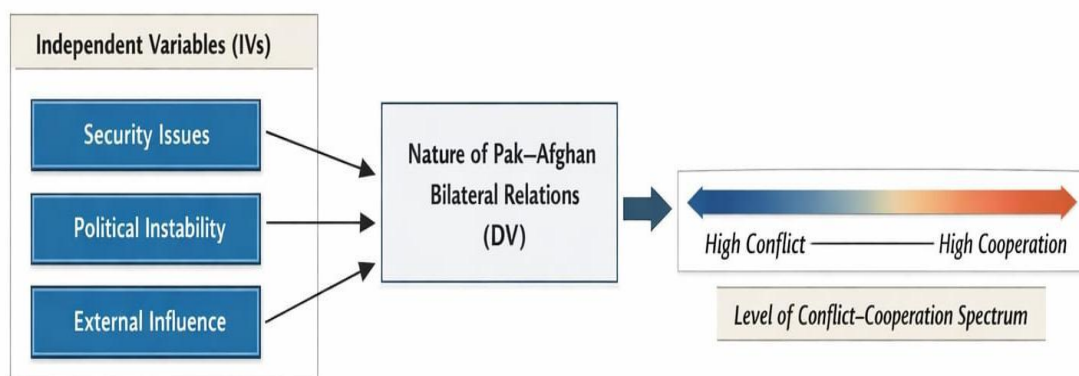 Independent Variables (IVs)
Security Issues
Political Instability
External Influence
Nature of Pak–Afghan
Bilateral Relations
(DV)
High Conflict
High Cooperation
Level of Conflict–Cooperation Spectrum